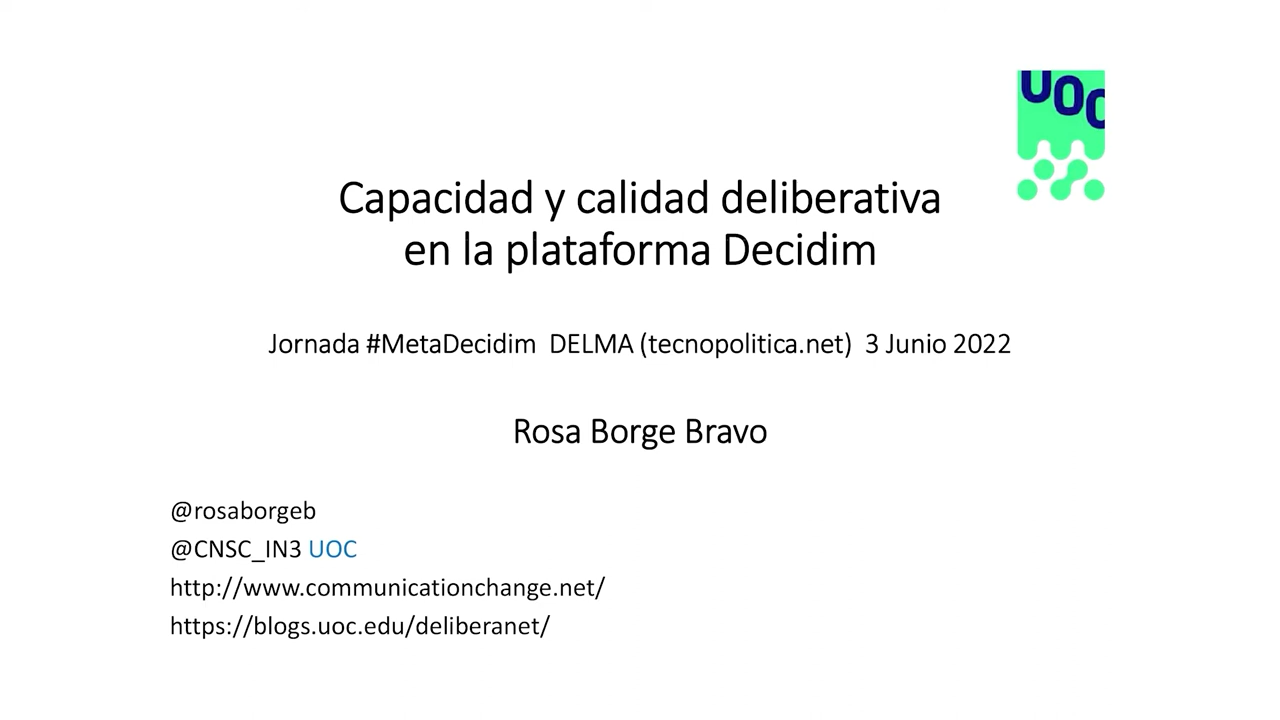 UOC
Capacidad y calidad deliberativa
en la plataforma Decidim
Jornada #MetaDecidim DELMA (tecnopolitica.net) 3 Junio 2022
Rosa Borge Bravo
@rosaborgeb
@CNSC_IN3 UOC
http://www.communicationchange.net/
https://blogs.uoc.edu/deliberanet/